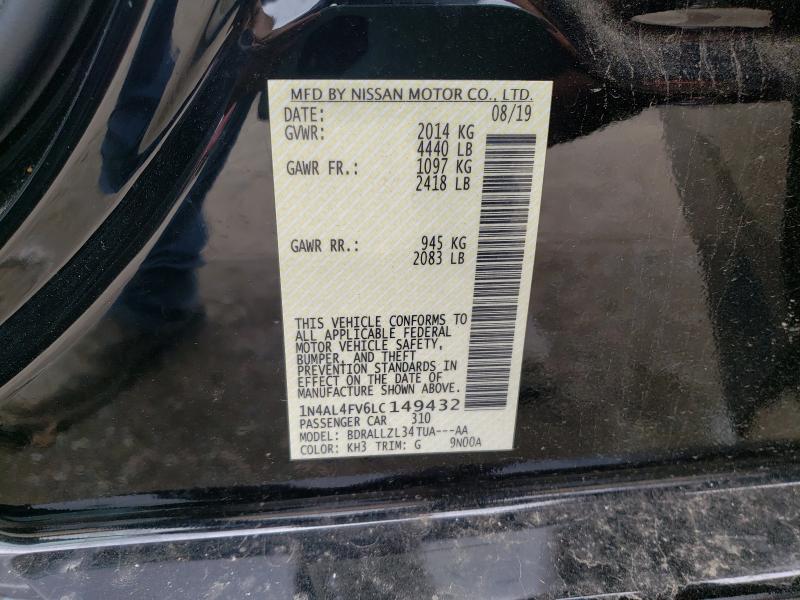 MFD BY NISSAN MOTOR CO., LTD.
DATE: 08/19
GVWR: 2014 KG
4440 LB
GAWR FR.: 1097 KG
2418 LB
GAWR RR.: 945 KG
2083 LB
THIS VEHICLE CONFORMS TO
ALL APPLICABLE FEDERAL
MOTOR VEHICLE SAFETY,
BUMPER, AND THEFT
PREVENTION STANDARDS IN
EFFECT ON THE DATE OF
MANUFACTURE SHOWN ABOVE.
1N4AL4FV6LC149432
PASSENGER CAR 310
MODEL: BDRALLZL34TUA---AA
COLOR: KH3 TRIM: G 9N00A